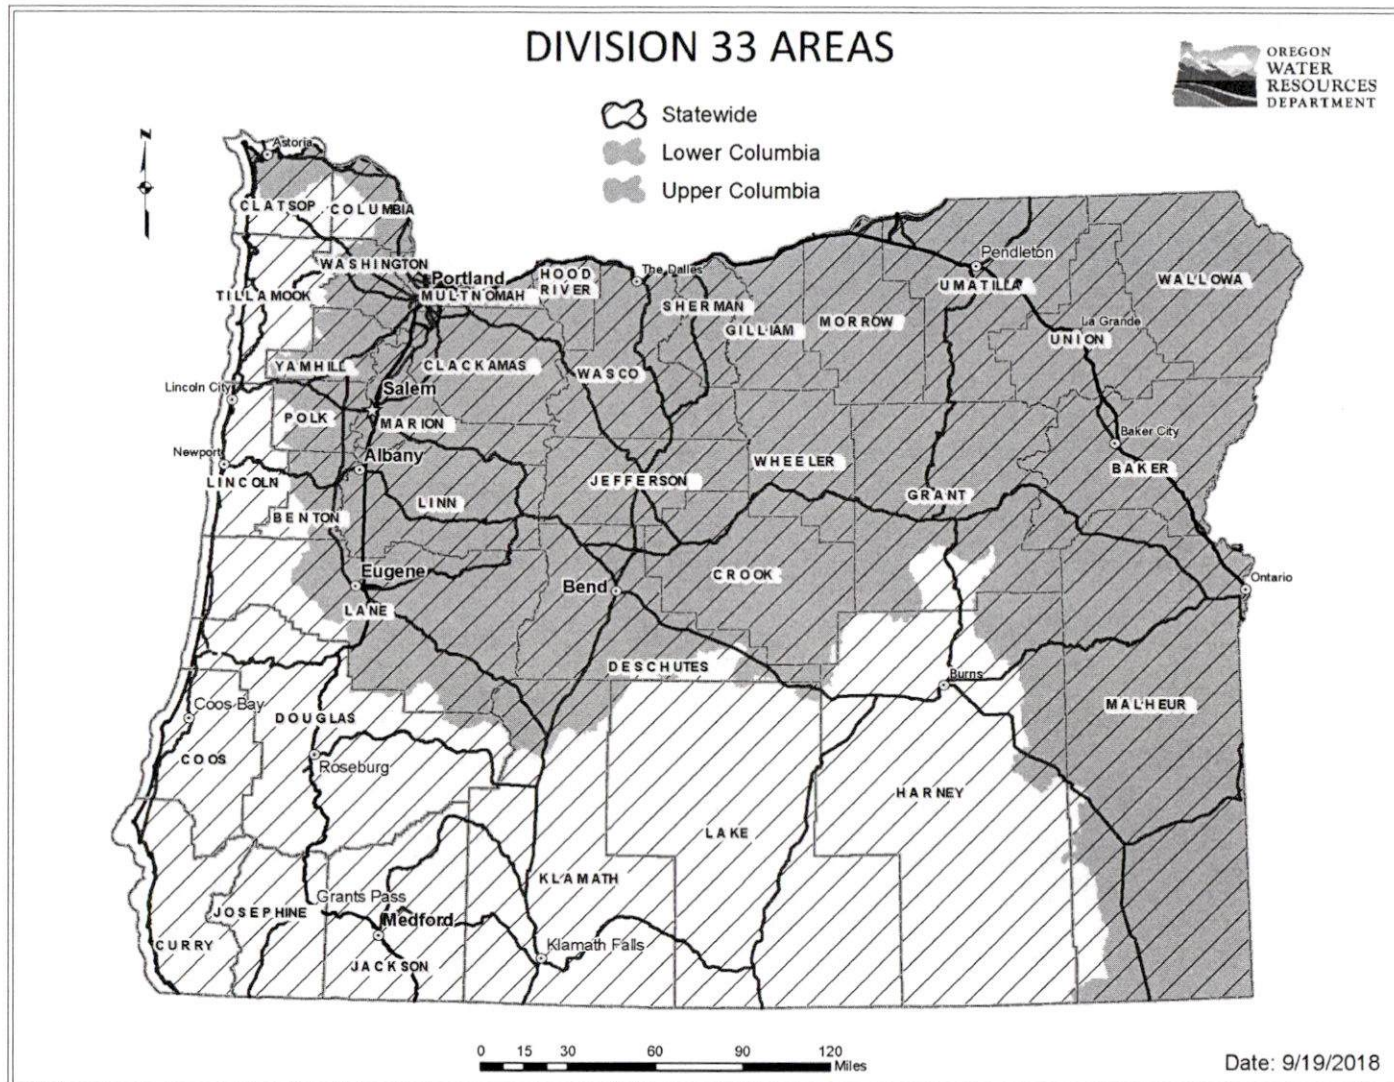 DIVISION 33 AREAS
OREGON
WATER
RESOURCES
DEPARTMENT
Statewide
Lower Columbia
Upper Columbia
N
Astoria
CLATSOP
COLUMBIA
WASHINGTON
Portland
HOOD
RIVER
The Dalles
Pendleton
WALLOWA
TILLAMOOK
MULTNOMAH
SHERMAN
UMATILLA
GILLIAM
MORROW
La Grande
UNION
YAMHILL
CLACKAMAS
WASCO
Lincoln City
Salem
POLK
MARION
Baker City
Newport
Albany
WHEELER
BAKER
LINCOLN
LINN
JEFFERSON
GRANT
BENTON
Eugene
Bend
CROOK
Ontario
LANE
DESCHUTES
Burns
Coos Bay
DOUGLAS
MALHEUR
COOS
Roseburg
HARNEY
LAKE
KLAMATH
Grants Pass
JOSEPHINE
Medford
CURRY
Klamath Falls
JACKSON
0 15 30 60 90 120
Miles
Date: 9/19/2018